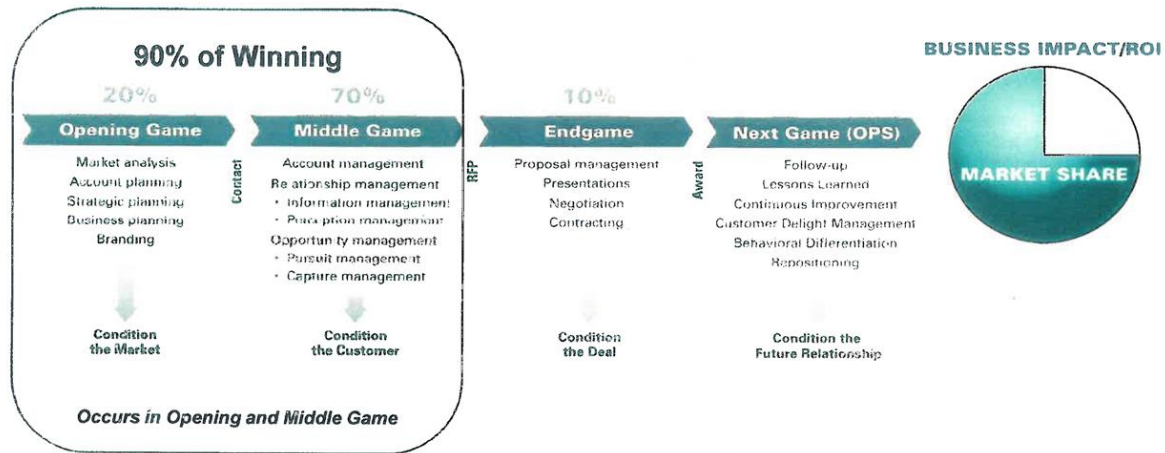 90% of Winning
BUSINESS IMPACT/ROI
20%
70%
10%
Opening Game
Middle Game
Endgame
Next Game (OPS)
Market analysis
Account planning
Strategic planning
Business planning
Branding
Contact
Account management
Relationship management
• Information management
• Perception management
Opportunity management
• Pursuit management
• Capture management
RFP
Proposal management
Presentations
Negotiation
Contracting
Award
Follow-up
Lessons Learned
Continuous Improvement
Customer Delight Management
Behavioral Differentiation
Repositioning
MARKET SHARE
Condition
the Market
Condition
the Customer
Condition
the Deal
Condition the
Future Relationship
Occurs in Opening and Middle Game